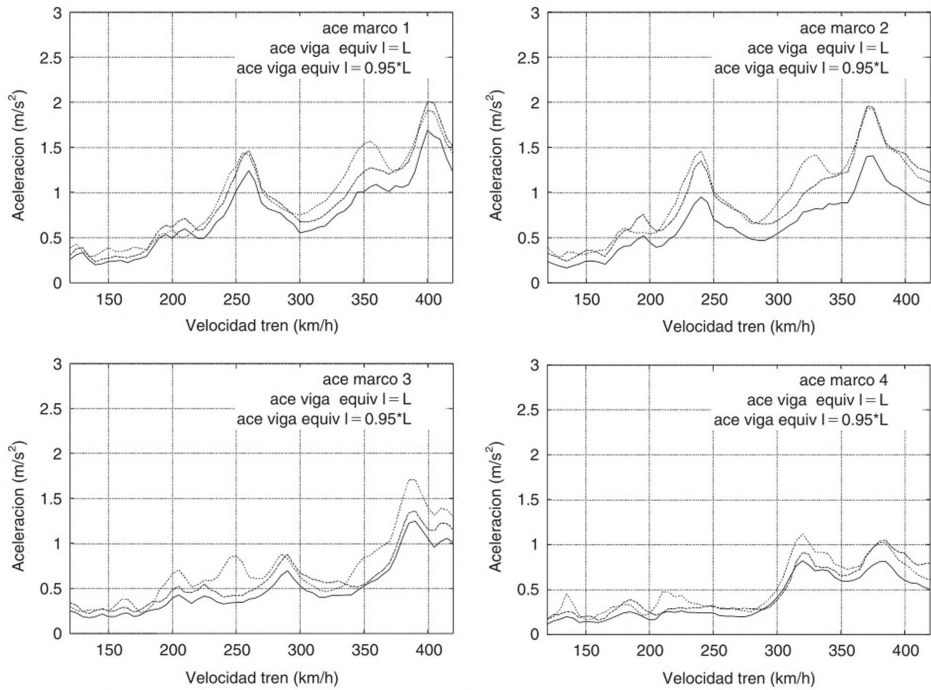 3
ace marco 1
2.5
ace viga equiv l = L
ace viga equiv l = 0.95*L
2
1.5
1
0.5
0
Aceleracion (m/s²)
150 200 250 300 350 400
Velocidad tren (km/h)
3
ace marco 2
2.5
ace viga equiv l = L
ace viga equiv l = 0.95*L
2
1.5
1
0.5
0
Aceleracion (m/s²)
150 200 250 300 350 400
Velocidad tren (km/h)
3
ace marco 3
2.5
ace viga equiv l = L
ace viga equiv l = 0.95*L
2
1.5
1
0.5
0
Aceleracion (m/s²)
150 200 250 300 350 400
Velocidad tren (km/h)
3
ace marco 4
2.5
ace viga equiv l = L
ace viga equiv l = 0.95*L
2
1.5
1
0.5
0
Aceleracion (m/s²)
150 200 250 300 350 400
Velocidad tren (km/h)